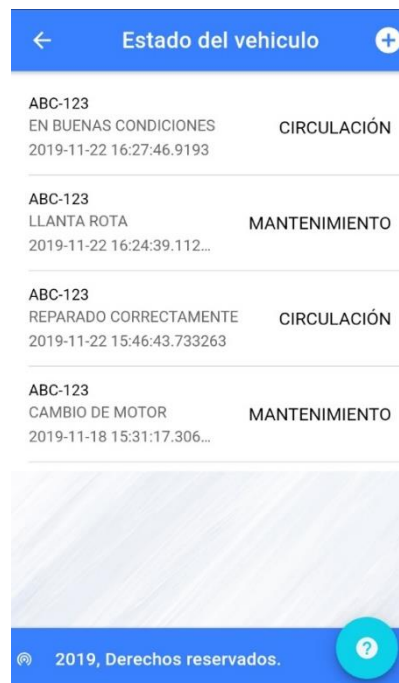 Estado del vehiculo
ABC-123
EN BUENAS CONDICIONES
CIRCULACIÓN
2019-11-22 16:27:46.9193
ABC-123
LLANTA ROTA
MANTENIMIENTO
2019-11-22 16:24:39.112...
ABC-123
REPARADO CORRECTAMENTE
CIRCULACIÓN
2019-11-22 15:46:43.733263
ABC-123
CAMBIO DE MOTOR
MANTENIMIENTO
2019-11-18 15:31:17.306...
2019, Derechos reservados.